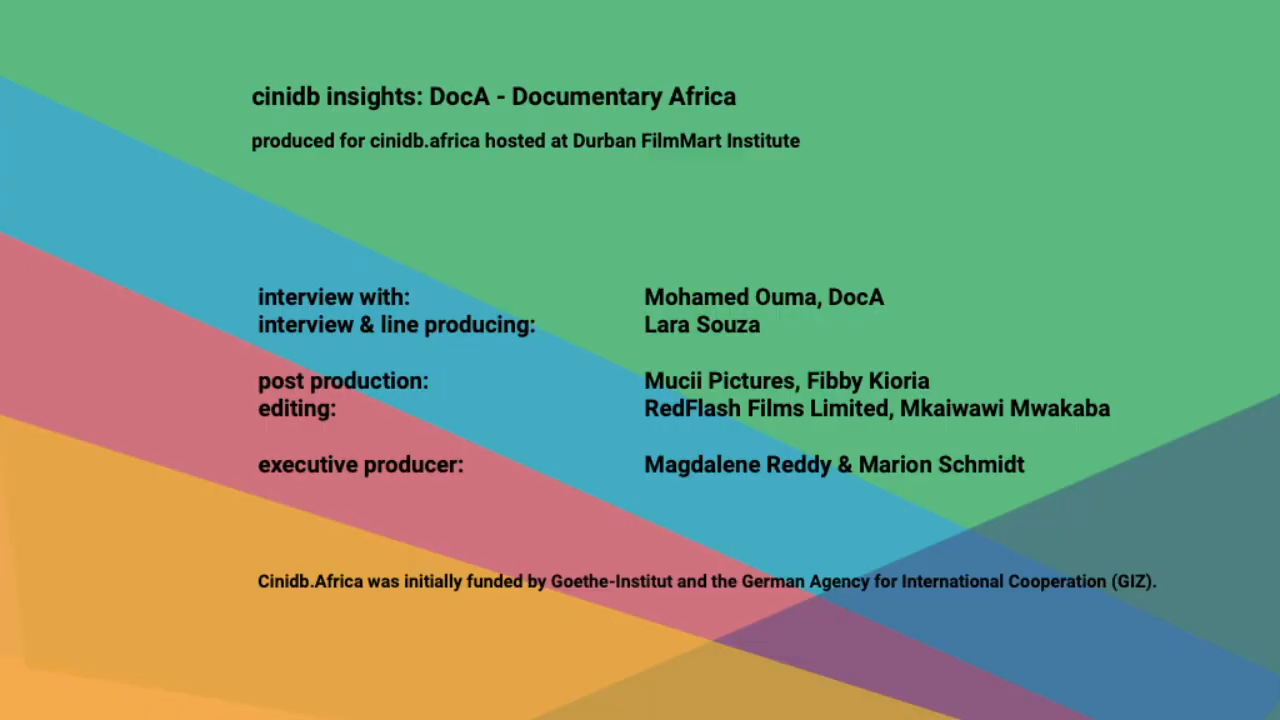 cinidb insights: DocA - Documentary Africa
produced for cinidb.africa hosted at Durban FilmMart Institute
interview with: Mohamed Ouma, DocA
interview & line producing: Lara Souza
post production: Mucii Pictures, Fibby Kioria
editing: RedFlash Films Limited, Mkaiwawi Mwakaba
executive producer: Magdalene Reddy & Marion Schmidt
Cinidb.Africa was initially funded by Goethe-Institut and the German Agency for International Cooperation (GIZ).